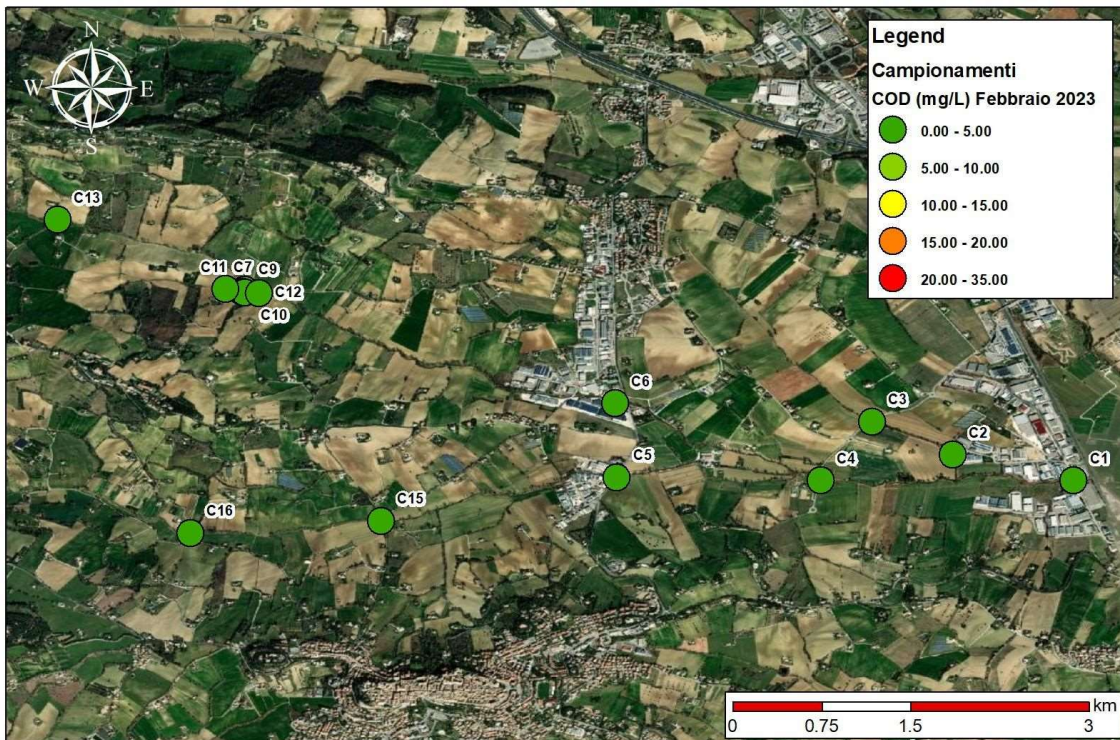 N
W E
S
Legend
Campionamenti
COD (mg/L) Febbraio 2023
0.00 - 5.00
5.00 - 10.00
10.00 - 15.00
15.00 - 20.00
20.00 - 35.00
C13
C11 C7 C9
C12
C10
C6
C3
C2
C5
C4
C1
C15
C16
km
0 0.75 1.5 3